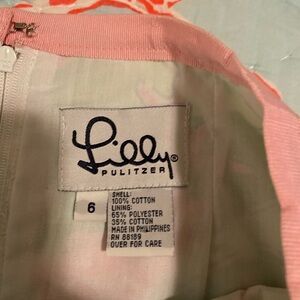 Lilly®
PULITZER
6
SHELL:
100% COTTON
LINING:
65% POLYESTER
35% COTTON
MADE IN PHILIPPINES
RN 88189
OVER FOR CARE